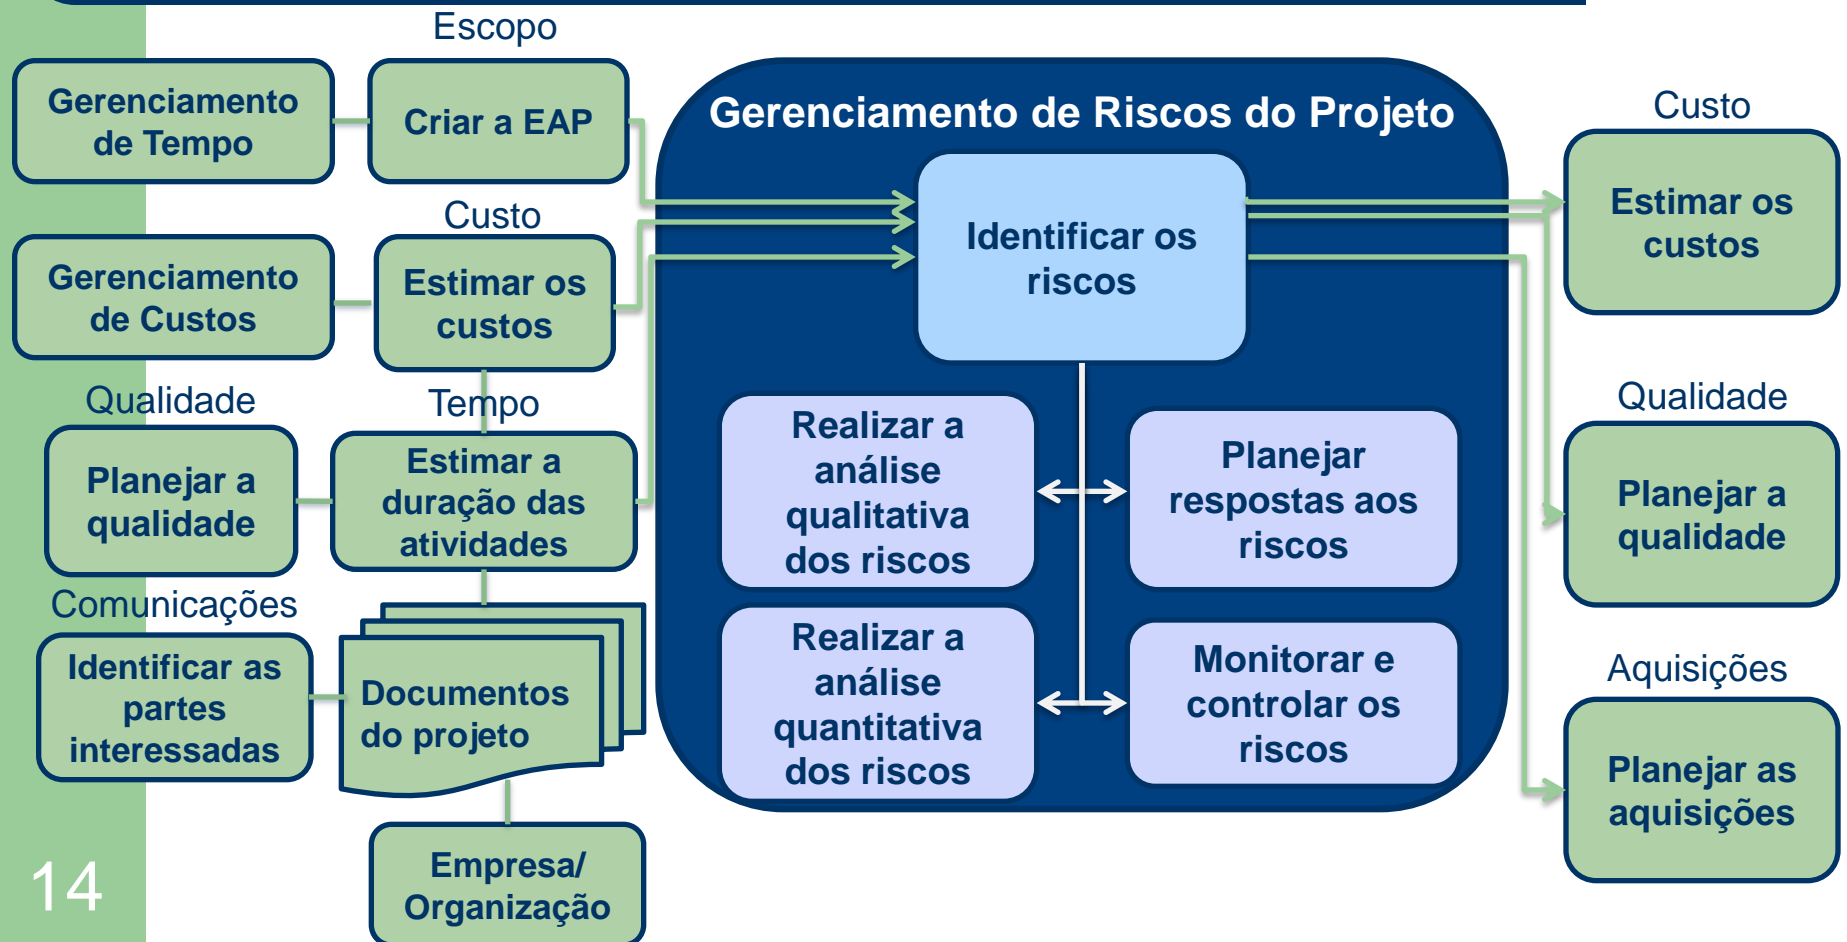 Escopo
Gerenciamento
de Tempo
Criar a EAP
Custo
Gerenciamento
de Custos
Estimar os
custos
Qualidade
Planejar a
qualidade
Tempo
Estimar a
duração das
atividades
Comunicações
Identificar as
partes
interessadas
Documentos
do projeto
Empresa/
Organização
Gerenciamento de Riscos do Projeto
Identificar os
riscos
Realizar a
análise
qualitativa
dos riscos
Planejar
respostas aos
riscos
Realizar a
análise
quantitativa
dos riscos
Monitorar e
controlar os
riscos
Custo
Estimar os
custos
Qualidade
Planejar a
qualidade
Aquisições
Planejar as
aquisições
14